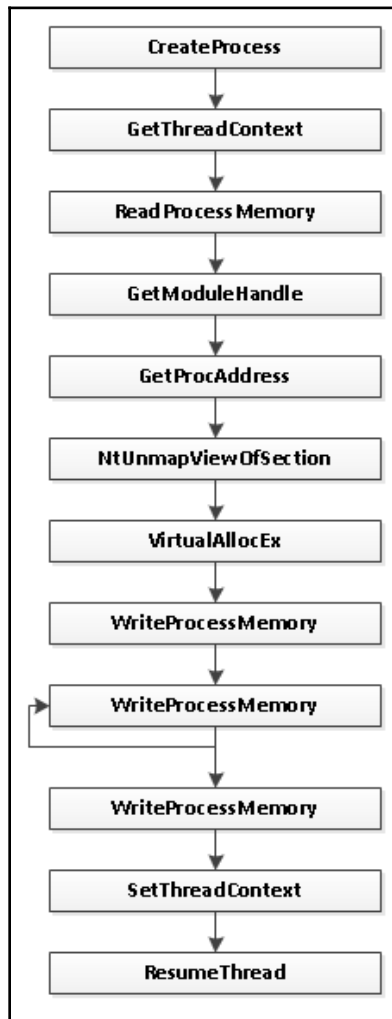 CreateProcess
GetThreadContext
ReadProcessMemory
GetModuleHandle
GetProcAddress
NtUnmapViewOfSection
VirtualAllocEx
WriteProcessMemory
WriteProcessMemory
WriteProcessMemory
SetThreadContext
ResumeThread